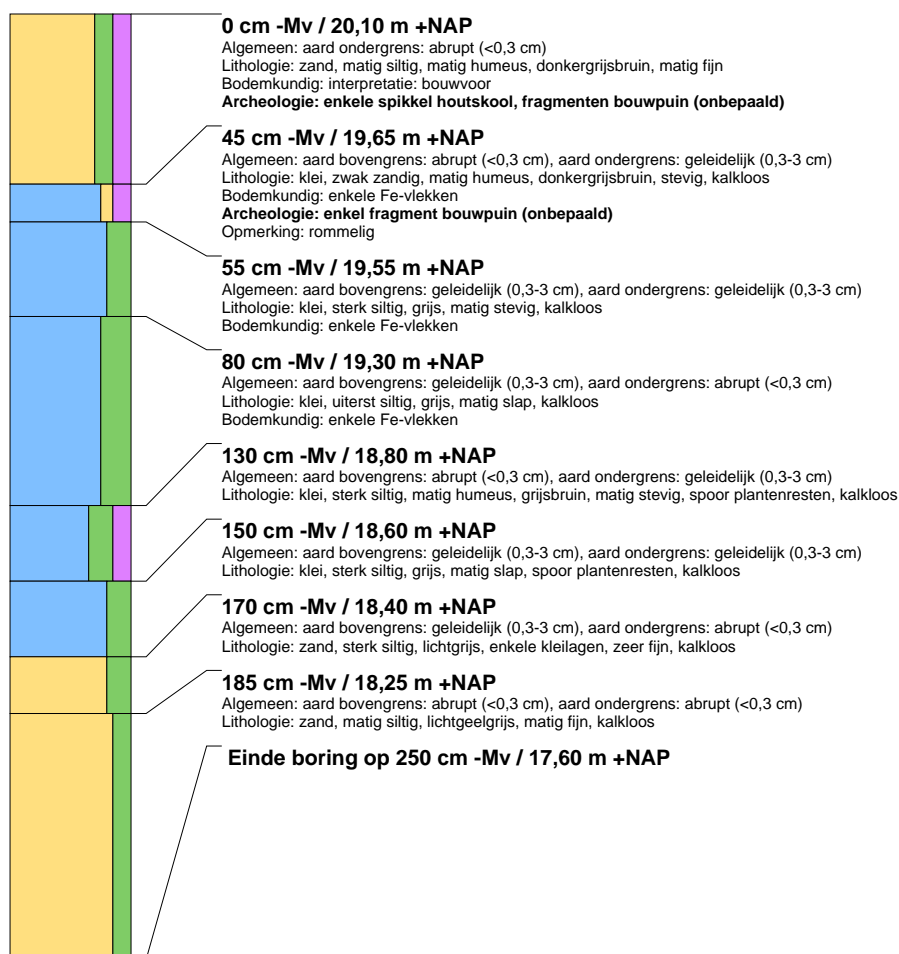 0 cm -Mv / 20,10 m +NAP
Algemeen: aard ondergrens: abrupt (<0,3 cm)
Lithologie: zand, matig siltig, matig humeus, donkergrijsbruin, matig fijn
Bodemkundig: interpretatie: bouwvoor
Archeologie: enkele spikkel houtskool, fragmenten bouwpuin (onbepaald)
45 cm -Mv / 19,65 m +NAP
Algemeen: aard bovengrens: abrupt (<0,3 cm), aard ondergrens: geleidelijk (0,3-3 cm)
Lithologie: klei, zwak zandig, matig humeus, donkergrijsbruin, stevig, kalkloos
Bodemkundig: enkele Fe-vlekken
Archeologie: enkel fragment bouwpuin (onbepaald)
Opmerking: rommelig
55 cm -Mv / 19,55 m +NAP
Algemeen: aard bovengrens: geleidelijk (0,3-3 cm), aard ondergrens: geleidelijk (0,3-3 cm)
Lithologie: klei, sterk siltig, grijs, matig stevig, kalkloos
Bodemkundig: enkele Fe-vlekken
80 cm -Mv / 19,30 m +NAP
Algemeen: aard bovengrens: geleidelijk (0,3-3 cm), aard ondergrens: abrupt (<0,3 cm)
Lithologie: klei, uiterst siltig, grijs, matig slap, kalkloos
Bodemkundig: enkele Fe-vlekken
130 cm -Mv / 18,80 m +NAP
Algemeen: aard bovengrens: abrupt (<0,3 cm), aard ondergrens: geleidelijk (0,3-3 cm)
Lithologie: klei, sterk siltig, matig humeus, grijsbruin, matig stevig, spoor plantenresten, kalkloos
150 cm -Mv / 18,60 m +NAP
Algemeen: aard bovengrens: geleidelijk (0,3-3 cm), aard ondergrens: geleidelijk (0,3-3 cm)
Lithologie: klei, sterk siltig, grijs, matig slap, spoor plantenresten, kalkloos
170 cm -Mv / 18,40 m +NAP
Algemeen: aard bovengrens: geleidelijk (0,3-3 cm), aard ondergrens: abrupt (<0,3 cm)
Lithologie: zand, sterk siltig, lichtgrijs, enkele kleilagen, zeer fijn, kalkloos
185 cm -Mv / 18,25 m +NAP
Algemeen: aard bovengrens: abrupt (<0,3 cm), aard ondergrens: abrupt (<0,3 cm)
Lithologie: zand, matig siltig, lichtgeelgrijs, matig fijn, kalkloos
Einde boring op 250 cm -Mv / 17,60 m +NAP